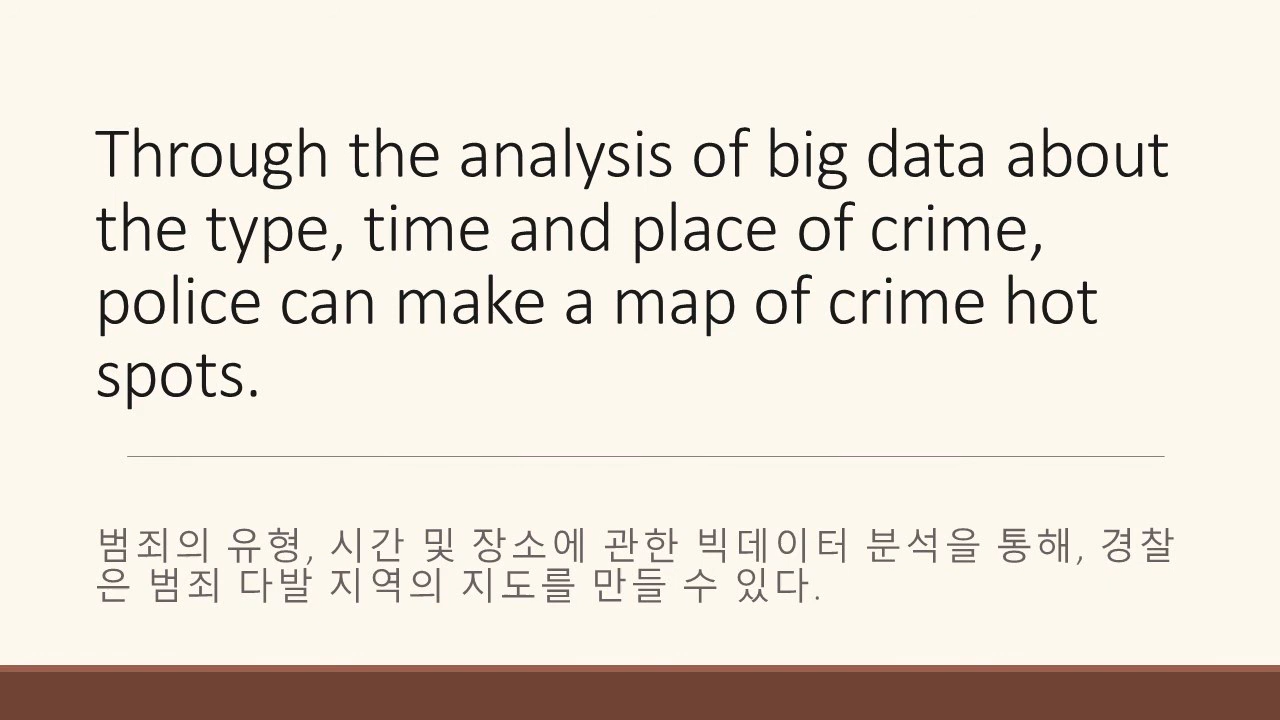 Through the analysis of big data about
the type, time and place of crime,
police can make a map of crime hot
spots.
범죄의 유형, 시간 및 장소에 관한 빅데이터 분석을 통해, 경찰
은 범죄 다발 지역의 지도를 만들 수 있다.